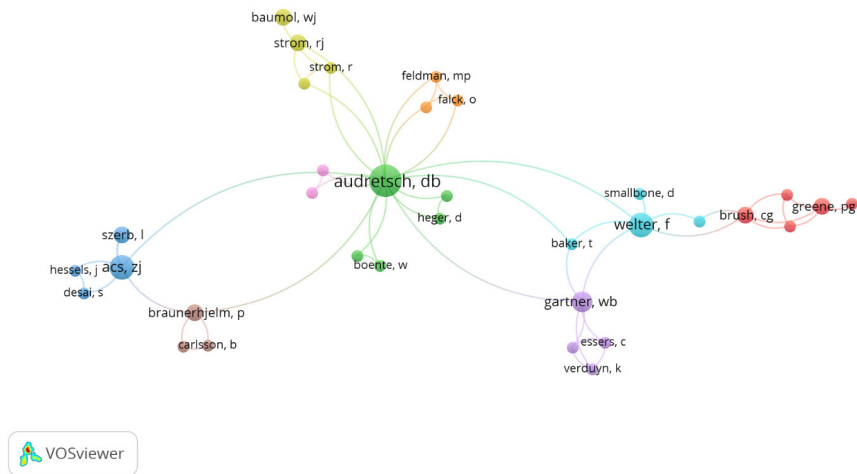 baumol, wj
strom, rj
strom, r
feldman, mp
falck, o
audretsch, db
smallbone, d
greene, pg
heger, d
brush, cg
welter, f
szerb, l
baker, t
boente, w
hessels, j
acs, zj
desai, s
gartner, wb
braunerhjelm, p
carlsson, b
essers, c
verduyn, k
VOSviewer